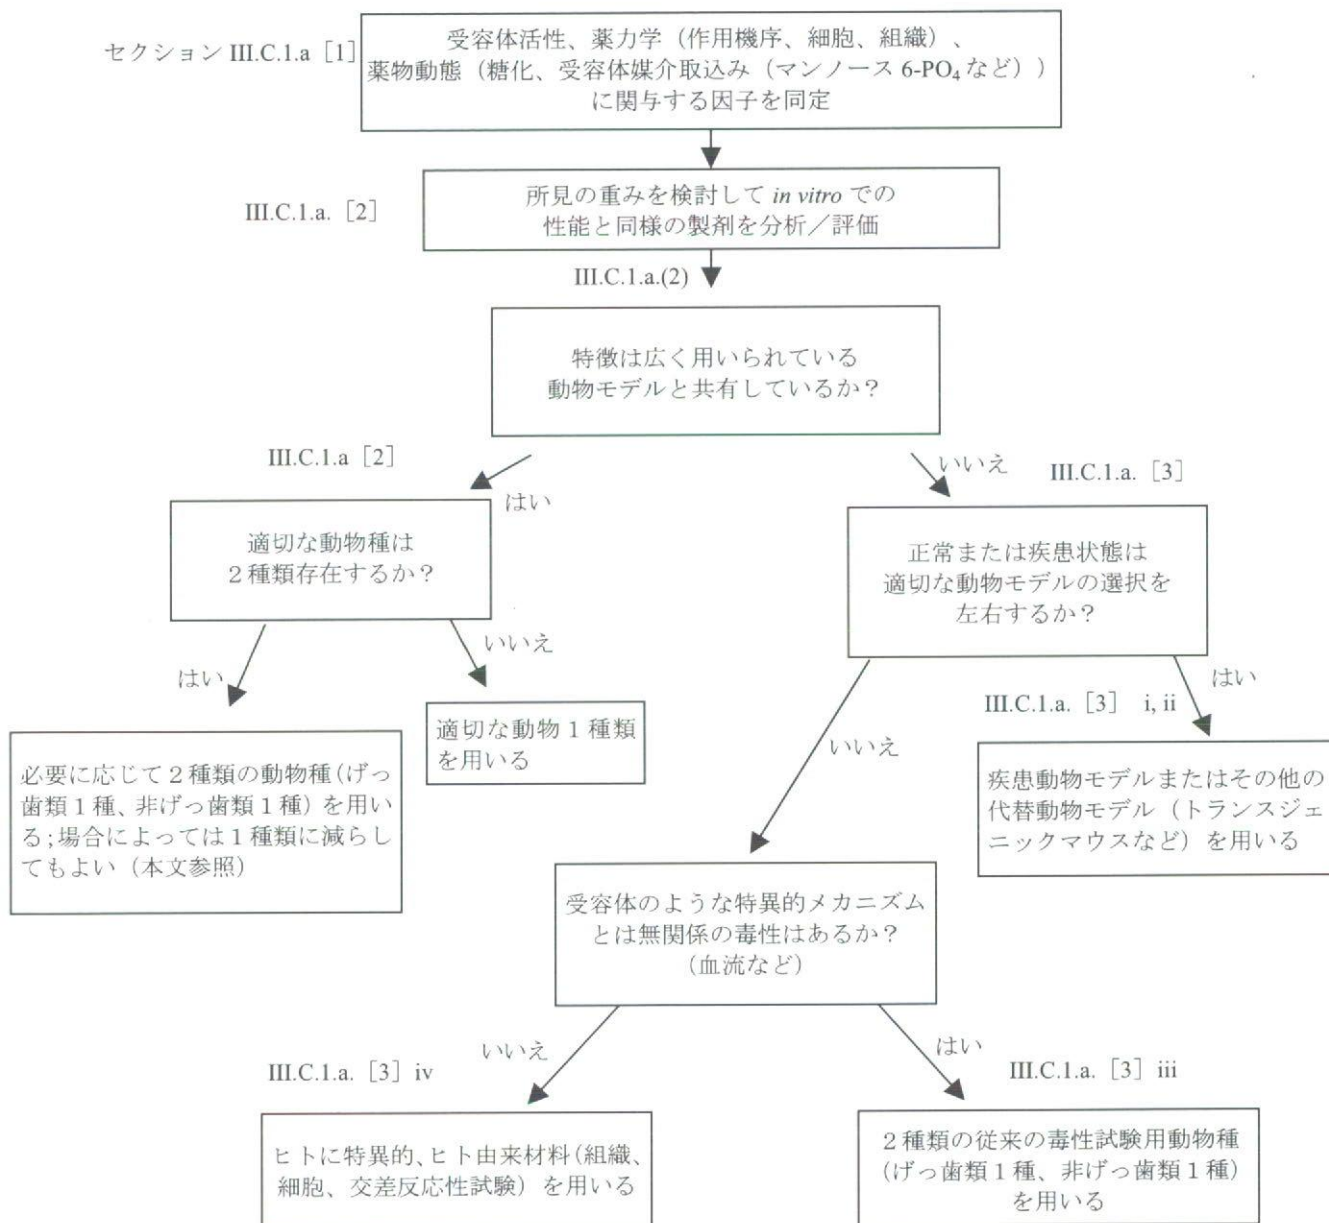 セクション III.C.1.a［1］
受容体活性、薬力学（作用機序、細胞、組織）、
薬物動態（糖化、受容体媒介取込み（マンノース 6-PO₄ など））
に関与する因子を同定
III.C.1.a.［2］
所見の重みを検討して in vitro での
性能と同様の製剤を分析／評価
III.C.1.a.(2)
特徴は広く用いられている
動物モデルと共有しているか？
III.C.1.a［2］
はい
いいえ
III.C.1.a.［3］
適切な動物種は
２種類存在するか？
正常または疾患状態は
適切な動物モデルの選択を
左右するか？
はい
いいえ
いいえ
はい
III.C.1.a.［3］ i, ii
必要に応じて２種類の動物種（げっ
歯類１種、非げっ歯類１種）を用い
る；場合によっては１種類に減らし
てもよい（本文参照）
適切な動物１種類
を用いる
疾患動物モデルまたはその他の
代替動物モデル（トランスジェ
ニックマウスなど）を用いる
受容体のような特異的メカニズム
とは無関係の毒性はあるか？
（血流など）
III.C.1.a.［3］iv
いいえ
はい
III.C.1.a.［3］iii
ヒトに特異的、ヒト由来材料（組織、
細胞、交差反応性試験）を用いる
２種類の従来の毒性試験用動物種
（げっ歯類１種、非げっ歯類１種）
を用いる